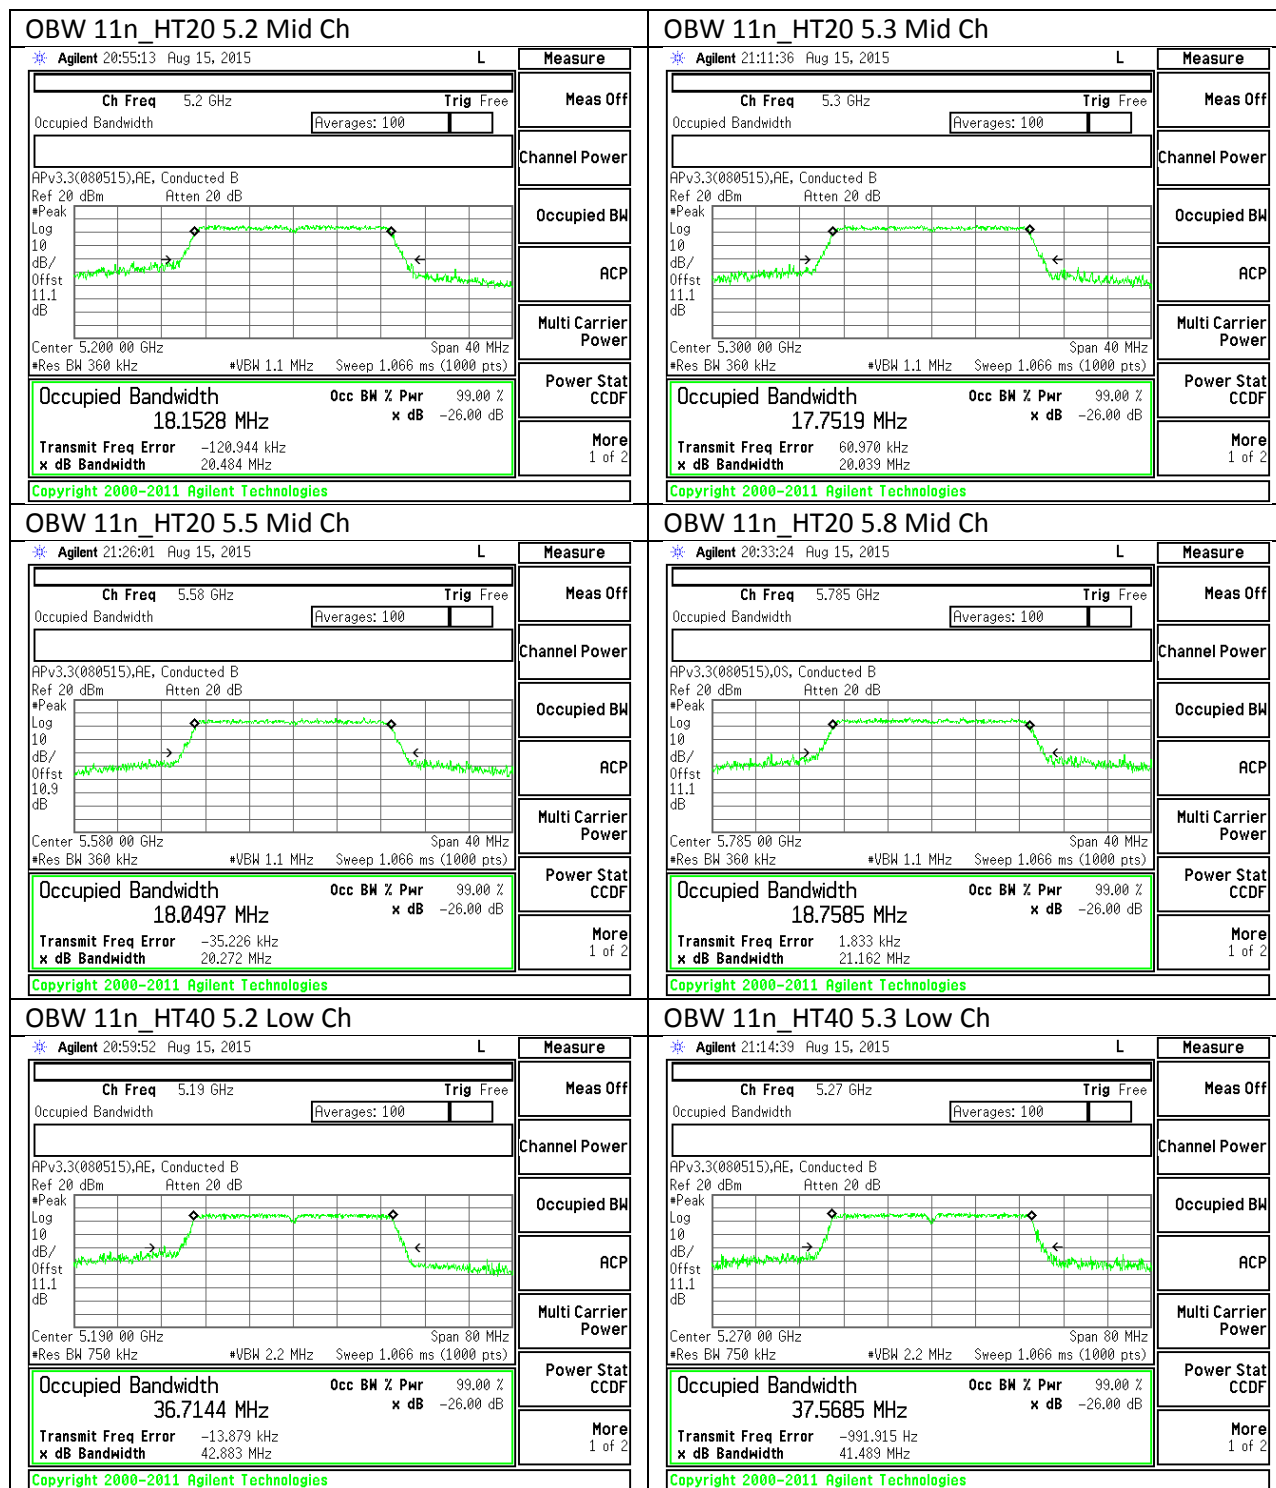 OBW 11n_HT20 5.2 Mid Ch
Agilent 20:55:13 Aug 15, 2015 L
Measure
Ch Freq 5.2 GHz Trig Free
Meas Off
Occupied Bandwidth Averages: 100
Channel Power
APv3.3(080515),AE, Conducted B
Ref 20 dBm Atten 20 dB
#Peak
Occupied BW
Log
10
dB/
ACP
Offst
11.1
dB
Multi Carrier
Power
Center 5.200 00 GHz Span 40 MHz
#Res BW 360 kHz #VBW 1.1 MHz Sweep 1.066 ms (1000 pts)
Power Stat
CCDF
Occupied Bandwidth Occ BW % Pwr 99.00 %
18.1528 MHz x dB -26.00 dB
Transmit Freq Error -120.944 kHz
x dB Bandwidth 20.484 MHz
More
1 of 2
Copyright 2000-2011 Agilent Technologies
OBW 11n_HT20 5.3 Mid Ch
Agilent 21:11:36 Aug 15, 2015 L
Measure
Ch Freq 5.3 GHz Trig Free
Meas Off
Occupied Bandwidth Averages: 100
Channel Power
APv3.3(080515),AE, Conducted B
Ref 20 dBm Atten 20 dB
#Peak
Occupied BW
Log
10
dB/
ACP
Offst
11.1
dB
Multi Carrier
Power
Center 5.300 00 GHz Span 40 MHz
#Res BW 360 kHz #VBW 1.1 MHz Sweep 1.066 ms (1000 pts)
Power Stat
CCDF
Occupied Bandwidth Occ BW % Pwr 99.00 %
17.7519 MHz x dB -26.00 dB
Transmit Freq Error 60.970 kHz
x dB Bandwidth 20.039 MHz
More
1 of 2
Copyright 2000-2011 Agilent Technologies
OBW 11n_HT20 5.5 Mid Ch
Agilent 21:26:01 Aug 15, 2015 L
Measure
Ch Freq 5.58 GHz Trig Free
Meas Off
Occupied Bandwidth Averages: 100
Channel Power
APv3.3(080515),AE, Conducted B
Ref 20 dBm Atten 20 dB
#Peak
Occupied BW
Log
10
dB/
ACP
Offst
10.9
dB
Multi Carrier
Power
Center 5.580 00 GHz Span 40 MHz
#Res BW 360 kHz #VBW 1.1 MHz Sweep 1.066 ms (1000 pts)
Power Stat
CCDF
Occupied Bandwidth Occ BW % Pwr 99.00 %
18.0497 MHz x dB -26.00 dB
Transmit Freq Error -35.226 kHz
x dB Bandwidth 20.272 MHz
More
1 of 2
Copyright 2000-2011 Agilent Technologies
OBW 11n_HT20 5.8 Mid Ch
Agilent 20:33:24 Aug 15, 2015 L
Measure
Ch Freq 5.785 GHz Trig Free
Meas Off
Occupied Bandwidth Averages: 100
Channel Power
APv3.3(080515),OS, Conducted B
Ref 20 dBm Atten 20 dB
#Peak
Occupied BW
Log
10
dB/
ACP
Offst
11.1
dB
Multi Carrier
Power
Center 5.785 00 GHz Span 40 MHz
#Res BW 360 kHz #VBW 1.1 MHz Sweep 1.066 ms (1000 pts)
Power Stat
CCDF
Occupied Bandwidth Occ BW % Pwr 99.00 %
18.7585 MHz x dB -26.00 dB
Transmit Freq Error 1.833 kHz
x dB Bandwidth 21.162 MHz
More
1 of 2
Copyright 2000-2011 Agilent Technologies
OBW 11n_HT40 5.2 Low Ch
Agilent 20:59:52 Aug 15, 2015 L
Measure
Ch Freq 5.19 GHz Trig Free
Meas Off
Occupied Bandwidth Averages: 100
Channel Power
APv3.3(080515),AE, Conducted B
Ref 20 dBm Atten 20 dB
#Peak
Occupied BW
Log
10
dB/
ACP
Offst
11.1
dB
Multi Carrier
Power
Center 5.190 00 GHz Span 80 MHz
#Res BW 750 kHz #VBW 2.2 MHz Sweep 1.066 ms (1000 pts)
Power Stat
CCDF
Occupied Bandwidth Occ BW % Pwr 99.00 %
36.7144 MHz x dB -26.00 dB
Transmit Freq Error -13.879 kHz
x dB Bandwidth 42.883 MHz
More
1 of 2
Copyright 2000-2011 Agilent Technologies
OBW 11n_HT40 5.3 Low Ch
Agilent 21:14:39 Aug 15, 2015 L
Measure
Ch Freq 5.27 GHz Trig Free
Meas Off
Occupied Bandwidth Averages: 100
Channel Power
APv3.3(080515),AE, Conducted B
Ref 20 dBm Atten 20 dB
#Peak
Occupied BW
Log
10
dB/
ACP
Offst
11.1
dB
Multi Carrier
Power
Center 5.270 00 GHz Span 80 MHz
#Res BW 750 kHz #VBW 2.2 MHz Sweep 1.066 ms (1000 pts)
Power Stat
CCDF
Occupied Bandwidth Occ BW % Pwr 99.00 %
37.5685 MHz x dB -26.00 dB
Transmit Freq Error -991.915 Hz
x dB Bandwidth 41.489 MHz
More
1 of 2
Copyright 2000-2011 Agilent Technologies